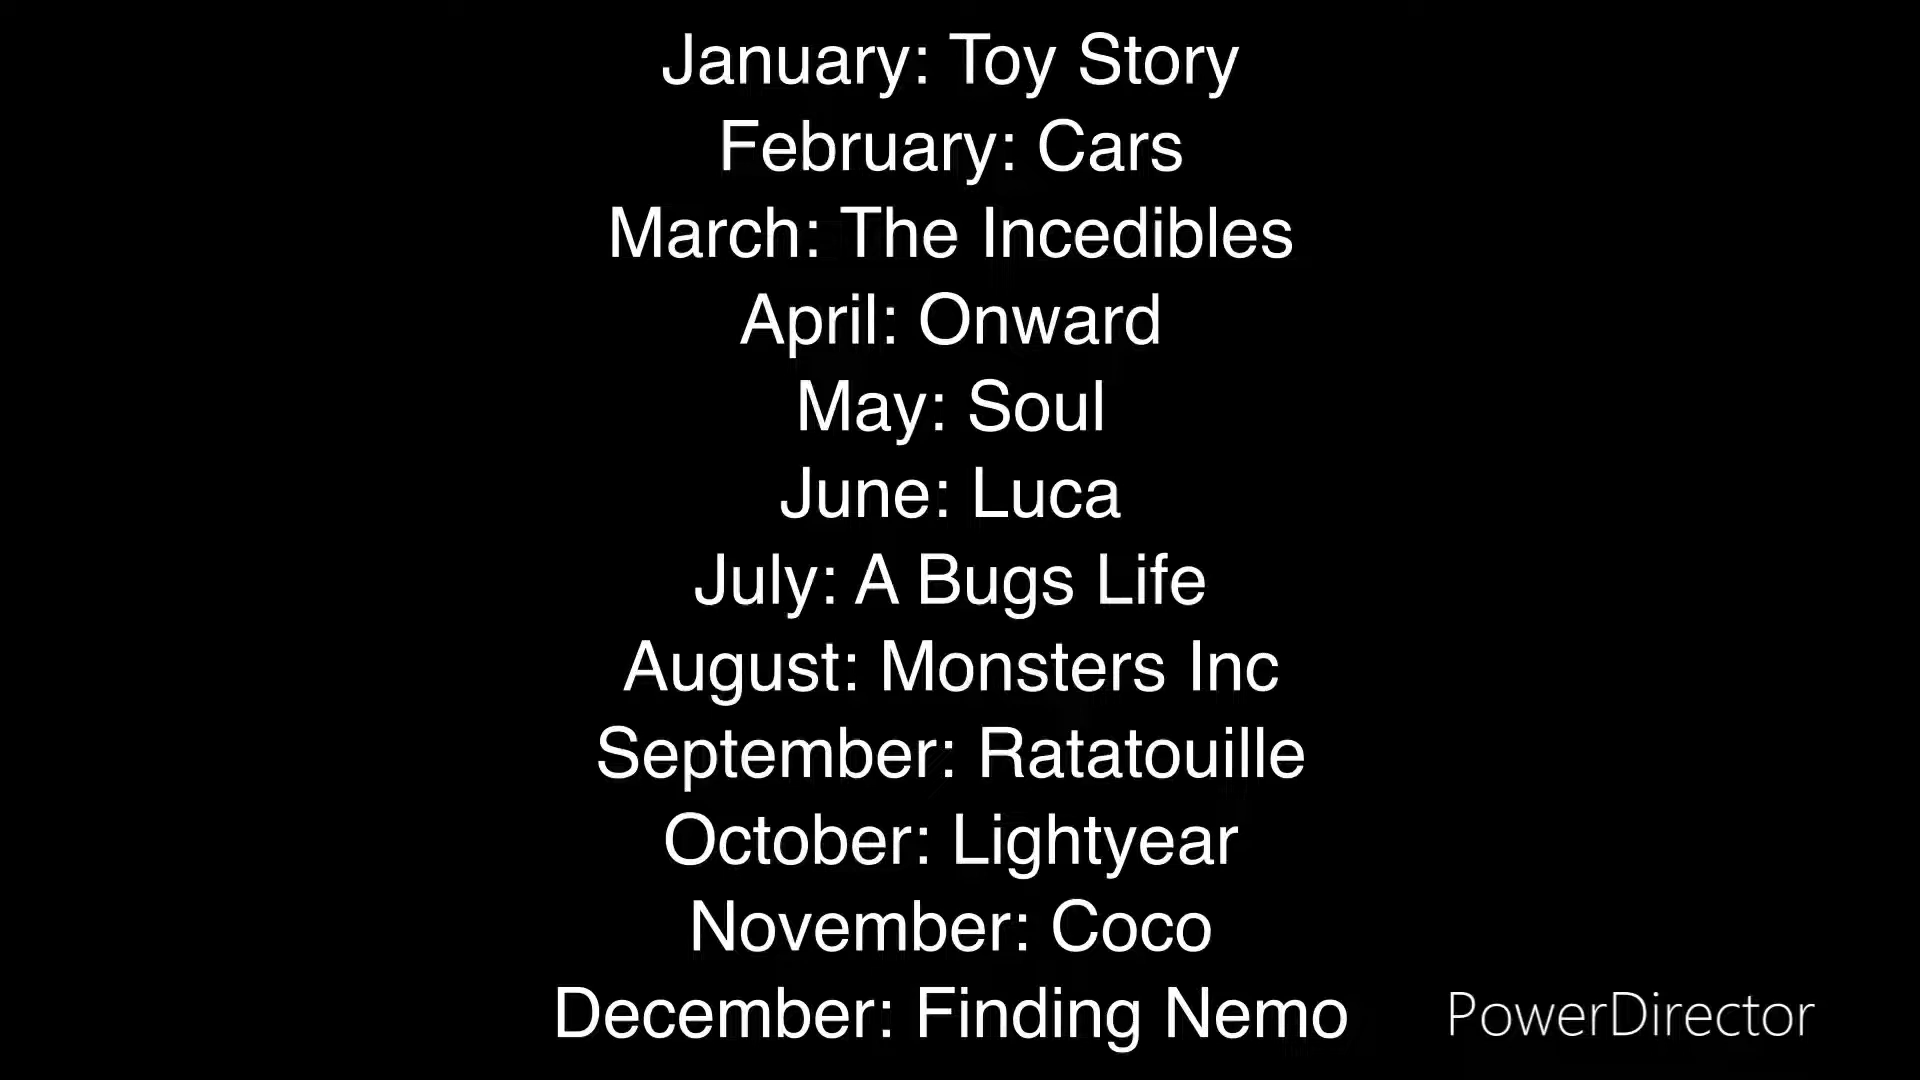 January: Toy Story
February: Cars
March: The Incedibles
April: Onward
May: Soul
June: Luca
July: A Bugs Life
August: Monsters Inc
September: Ratatouille
October: Lightyear
November: Coco
December: Finding Nemo
PowerDirector